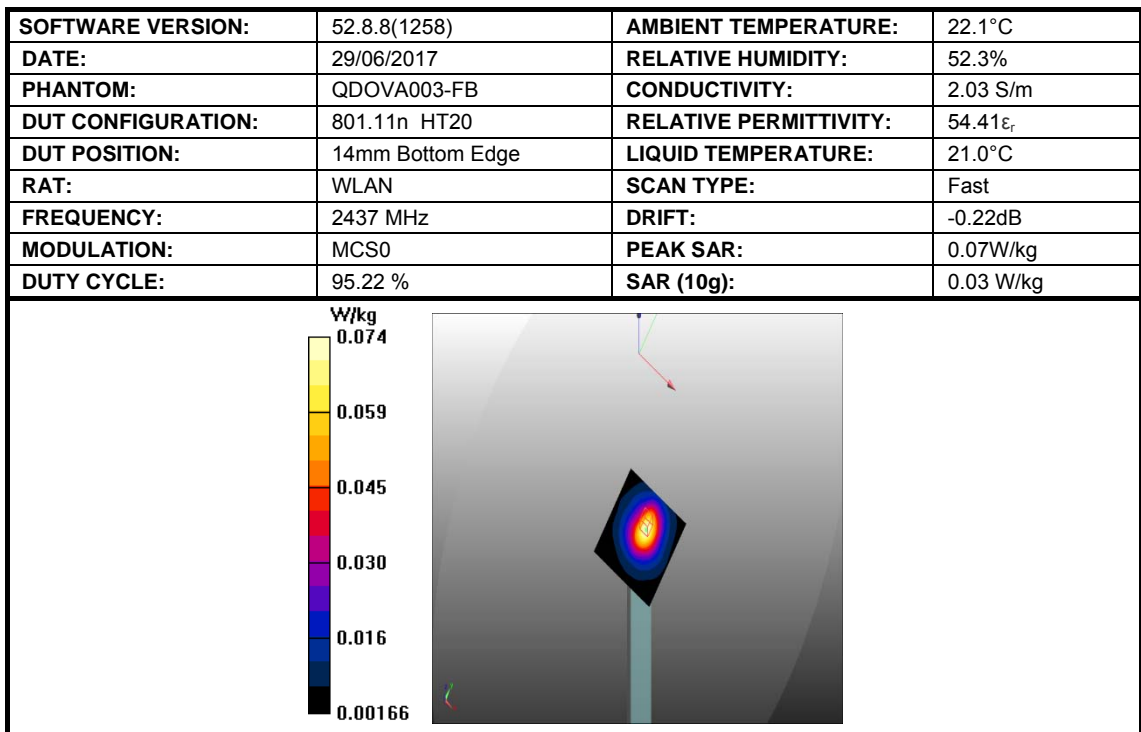 SOFTWARE VERSION: 52.8.8(1258) AMBIENT TEMPERATURE: 22.1°C
DATE: 29/06/2017 RELATIVE HUMIDITY: 52.3%
PHANTOM: QDOVA003-FB CONDUCTIVITY: 2.03 S/m
DUT CONFIGURATION: 801.11n HT20 RELATIVE PERMITTIVITY: 54.41εr
DUT POSITION: 14mm Bottom Edge LIQUID TEMPERATURE: 21.0°C
RAT: WLAN SCAN TYPE: Fast
FREQUENCY: 2437 MHz DRIFT: -0.22dB
MODULATION: MCS0 PEAK SAR: 0.07W/kg
DUTY CYCLE: 95.22 % SAR (10g): 0.03 W/kg
W/kg
0.074
0.059
0.045
0.030
0.016
0.00166